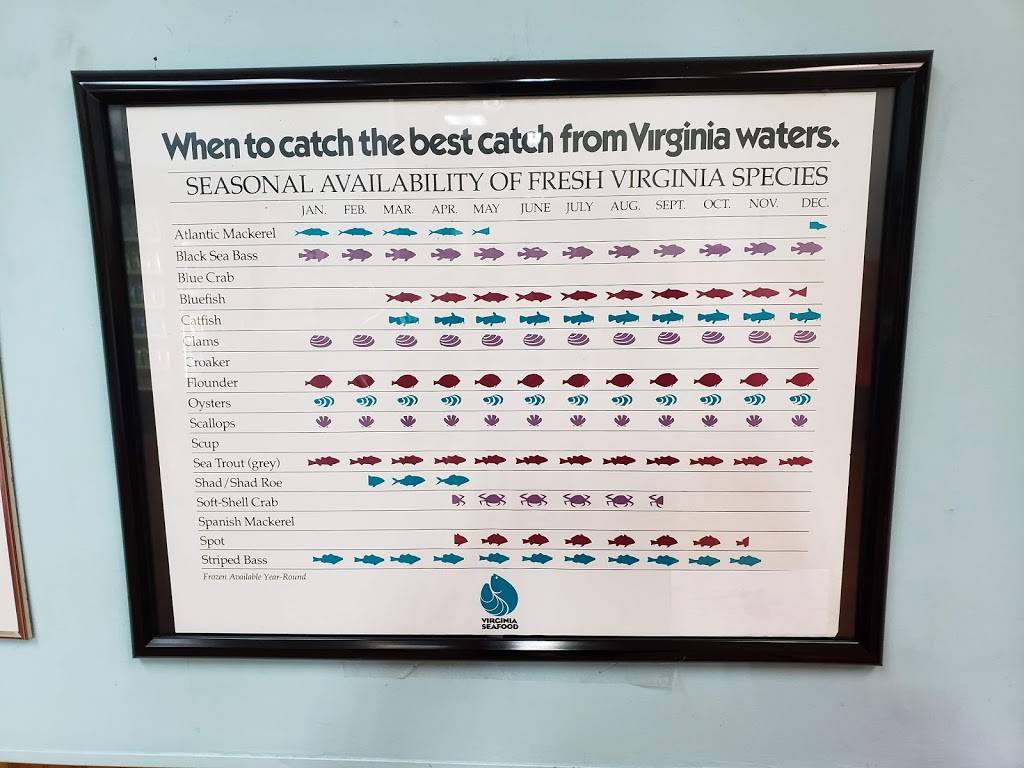 When to catch the best catch from Virginia waters.
SEASONAL AVAILABILITY OF FRESH VIRGINIA SPECIES
JAN. FEB. MAR. APR. MAY JUNE JULY AUG. SEPT. OCT. NOV. DEC.
Atlantic Mackerel
Black Sea Bass
Blue Crab
Bluefish
Catfish
Clams
Croaker
Flounder
Oysters
Scallops
Scup
Sea Trout (grey)
Shad/Shad Roe
Soft-Shell Crab
Spanish Mackerel
Spot
Striped Bass
Frozen Available Year-Round
VIRGINIA
SEAFOOD